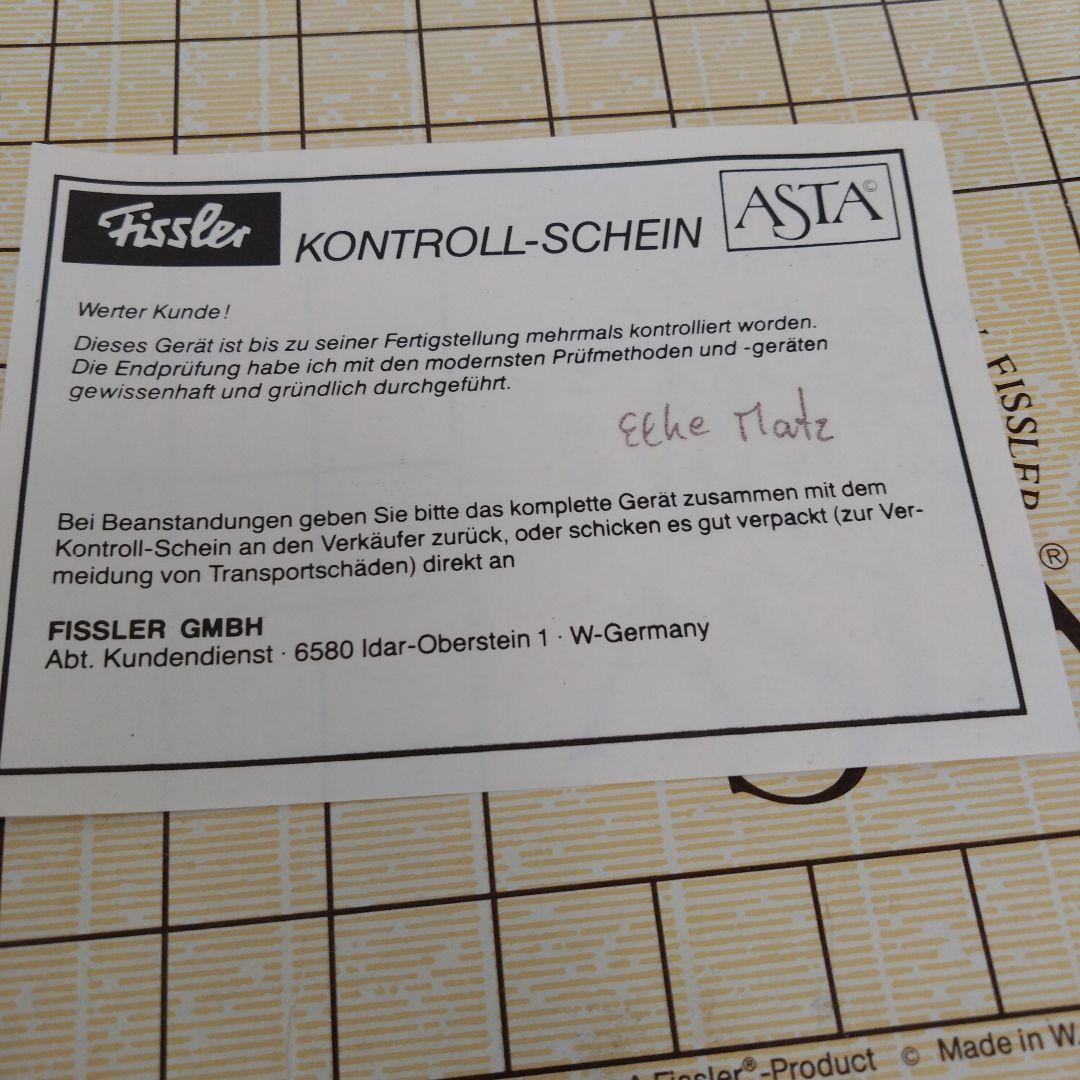 Fissler
KONTROLL-SCHEIN
ASTA©
Werter Kunde!
Dieses Gerät ist bis zu seiner Fertigstellung mehrmals kontrolliert worden.
Die Endprüfung habe ich mit den modernsten Prüfmethoden und -geräten
gewissenhaft und gründlich durchgeführt.
Matz
Bei Beanstandungen geben Sie bitte das komplette Gerät zusammen mit dem
Kontroll-Schein an den Verkäufer zurück, oder schicken es gut verpackt (zur Ver-
meidung von Transportschäden) direkt an
FISSLER GMBH
Abt. Kundendienst · 6580 Idar-Oberstein 1 · W-Germany
FISSLER
®
Fissler®-Product © Made in W.